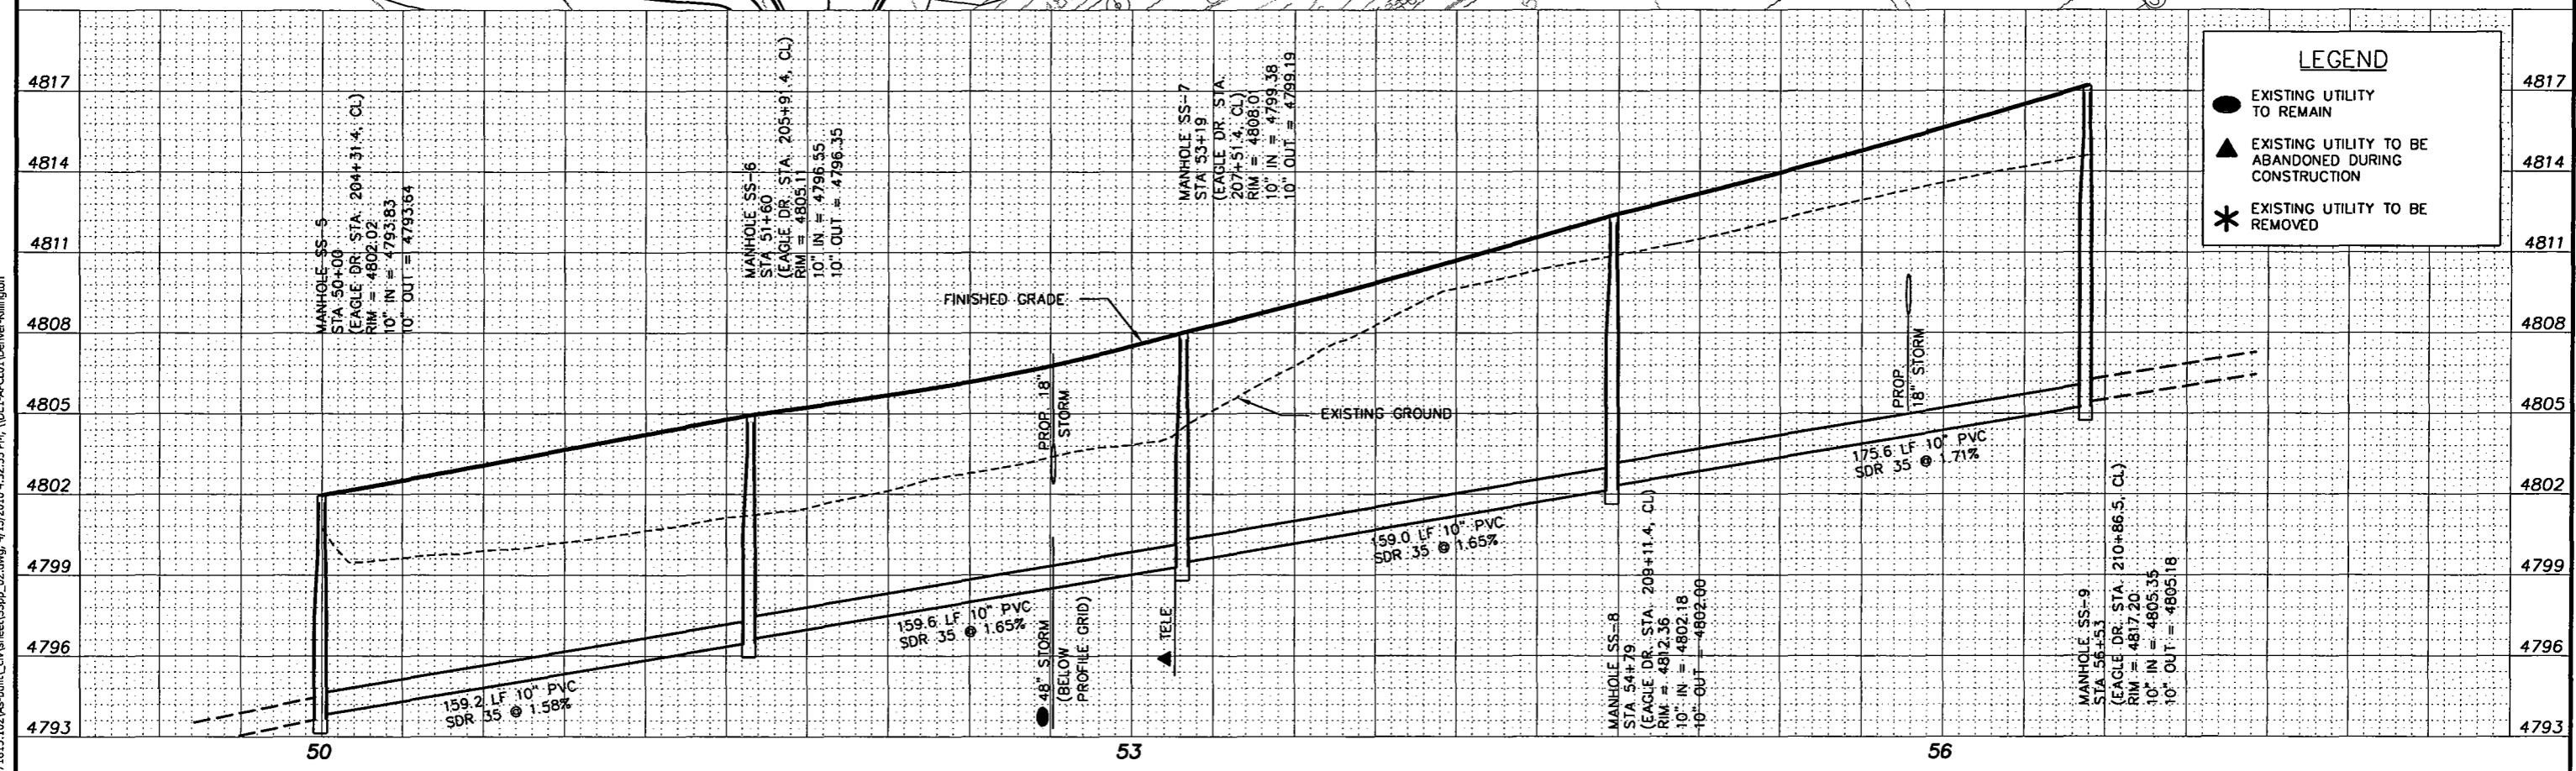 4817
4814
4811
4808
4805
4802
4799
4796
4793
MANHOLE SS-5
STA 50+00
(EAGLE DR. STA. 204+31.4, CL)
RIM = 4802.02
10" IN = 4793.83
10" OUT = 4793.64
MANHOLE SS-6
STA 51+60
(EAGLE DR. STA. 205+91.4, CL)
RIM = 4805.11
10" IN = 4796.55
10" OUT = 4796.35
MANHOLE SS-7
STA 53+19
(EAGLE DR. STA.
207+51.4, CL)
RIM = 4808.01
10" IN = 4799.38
10" OUT = 4799.19
FINISHED GRADE
PROP. 18"
STORM
EXISTING GROUND
PROP.
18" STORM
159.2 LF 10" PVC
SDR 35 @ 1.58%
159.6 LF 10" PVC
SDR 35 @ 1.65%
48" STORM
(BELOW
PROFILE GRID)
TELE
159.0 LF 10" PVC
SDR 35 @ 1.65%
175.6 LF 10" PVC
SDR 35 @ 1.71%
MANHOLE SS-8
STA 54+79
(EAGLE DR. STA. 209+11.4, CL)
RIM = 4812.36
10" IN = 4802.18
10" OUT = 4802.00
MANHOLE SS-9
STA 56+53
(EAGLE DR. STA. 210+86.5, CL)
RIM = 4817.20
10" IN = 4805.35
10" OUT = 4805.18
LEGEND
EXISTING UTILITY
TO REMAIN
EXISTING UTILITY TO BE
ABANDONED DURING
CONSTRUCTION
EXISTING UTILITY TO BE
REMOVED
4817
4814
4811
4808
4805
4802
4799
4796
4793
50
53
56